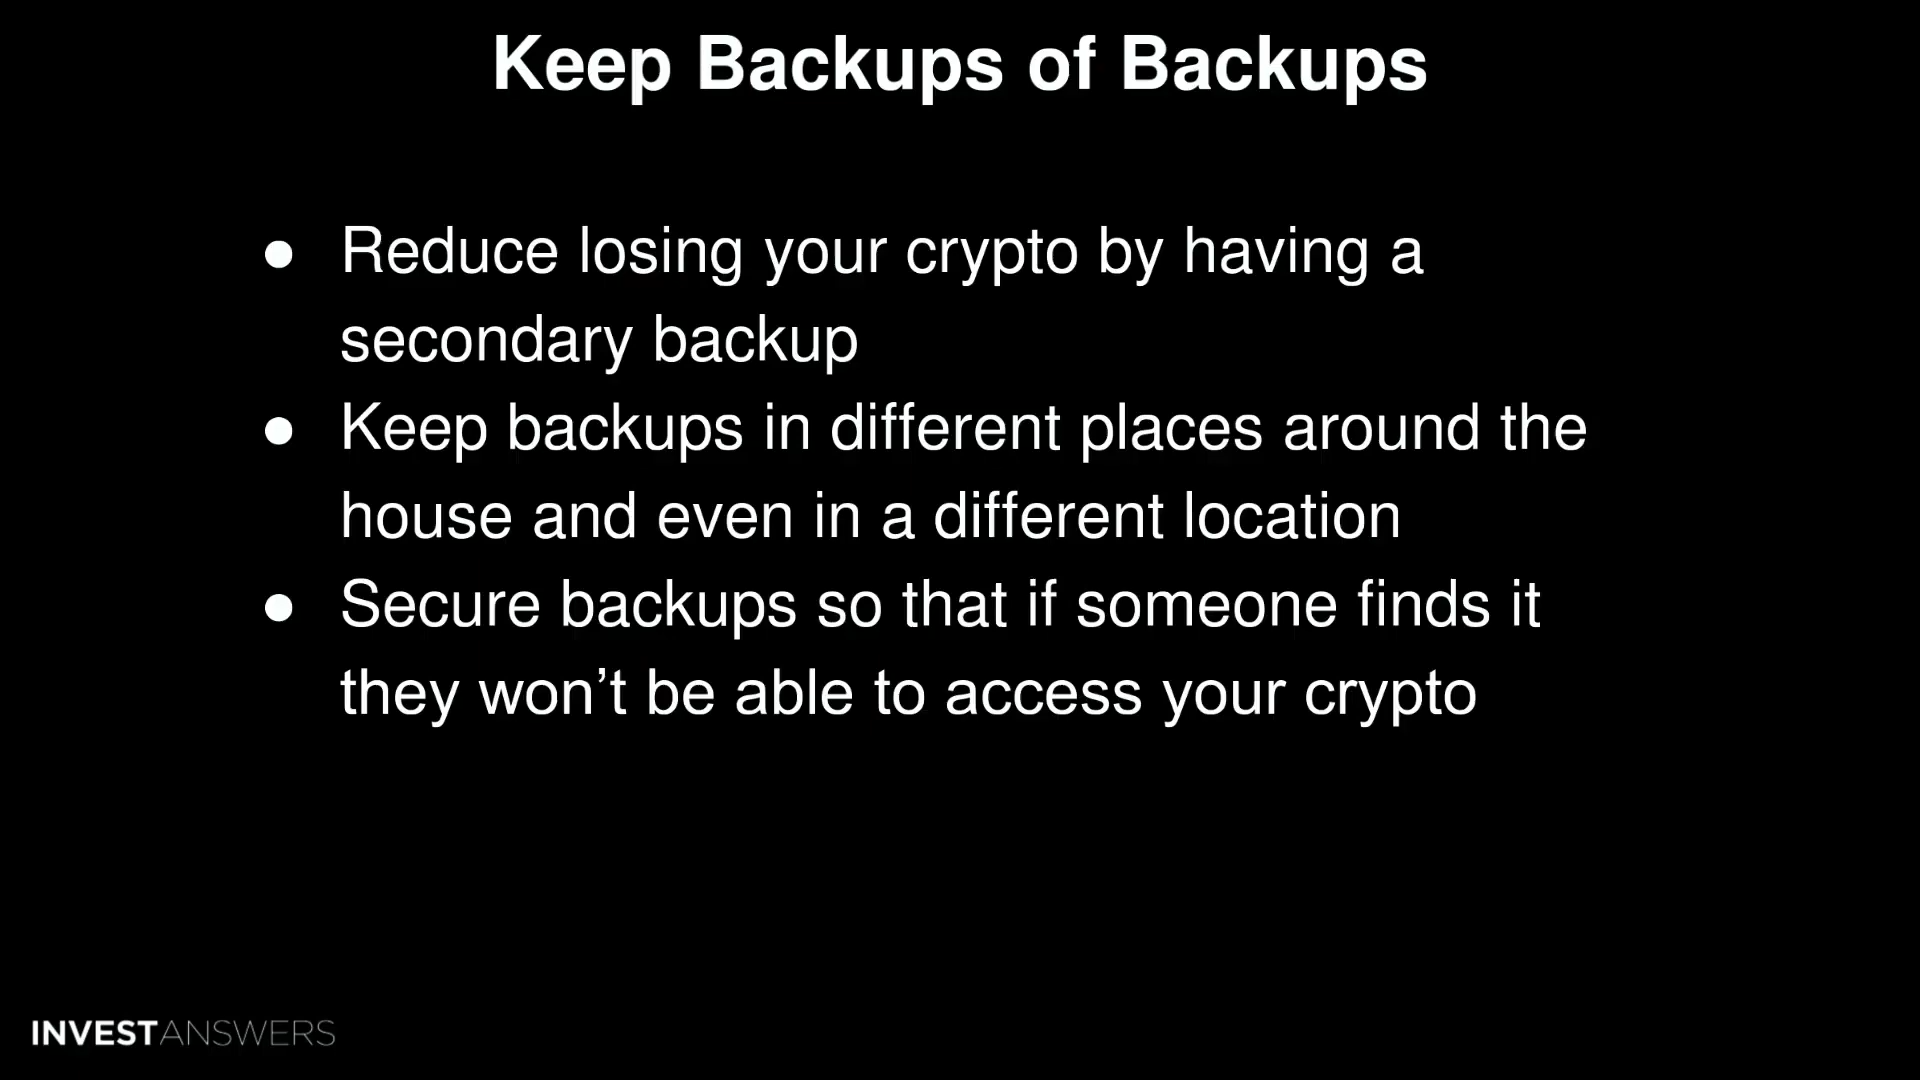 Keep Backups of Backups
● Reduce losing your crypto by having a
secondary backup
● Keep backups in different places around the
house and even in a different location
● Secure backups so that if someone finds it
they won’t be able to access your crypto
INVESTANSWERS